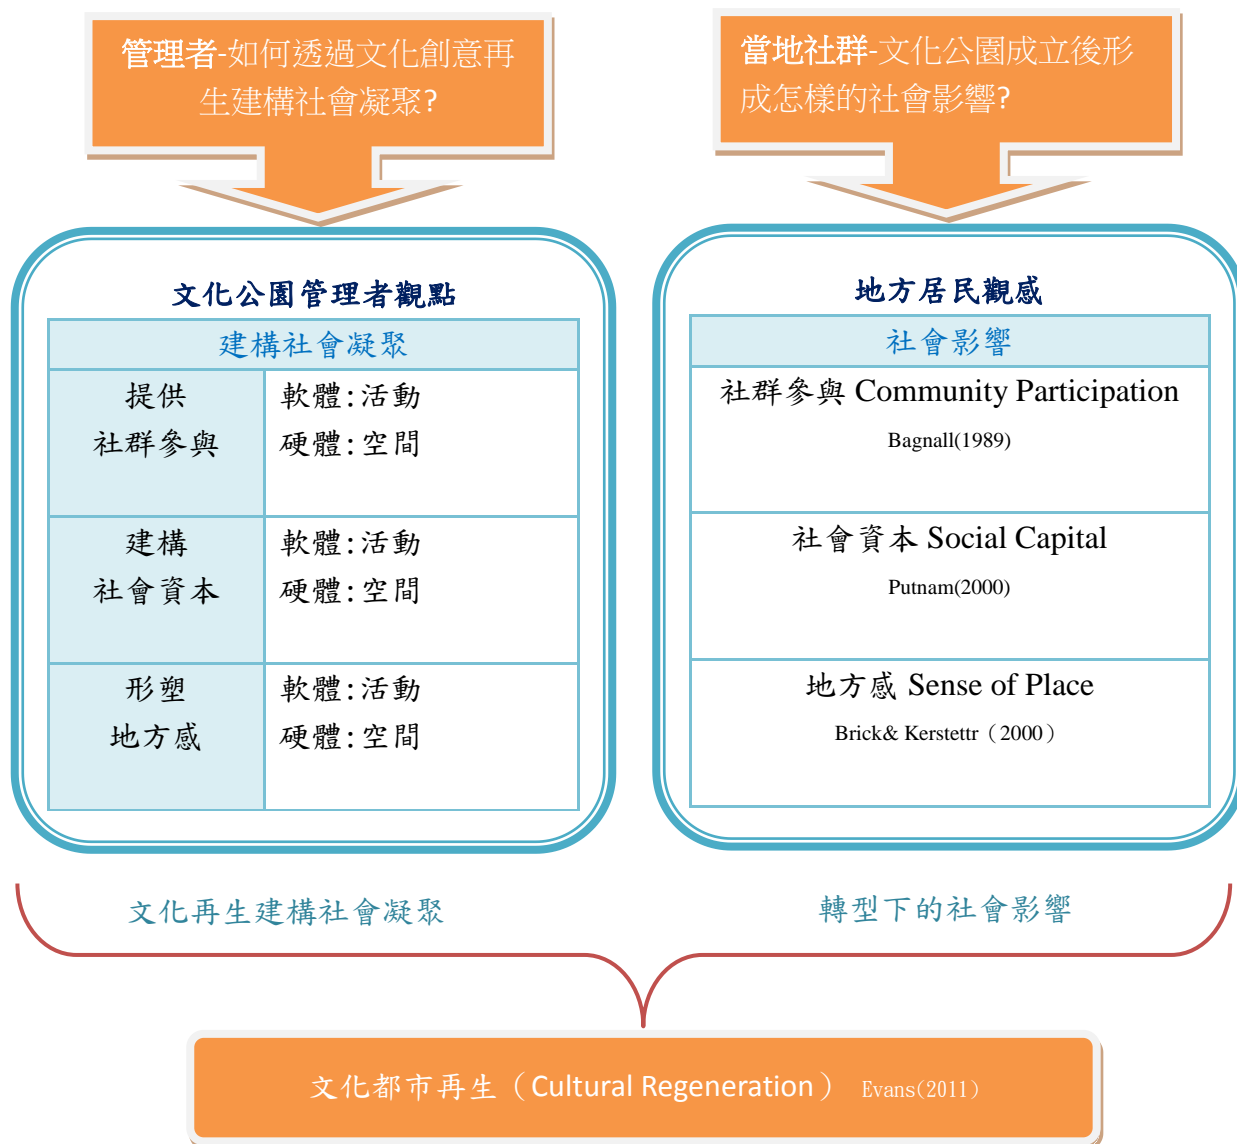 管理者-如何透過文化創意再
生建構社會凝聚?
當地社群-文化公園成立後形
成怎樣的社會影響?
文化公園管理者觀點
建構社會凝聚
提供
社群參與
軟體:活動
硬體:空間
建構
社會資本
軟體:活動
硬體:空間
形塑
地方感
軟體:活動
硬體:空間
地方居民觀感
社會影響
社群參與 Community Participation
Bagnall(1989)
社會資本 Social Capital
Putnam(2000)
地方感 Sense of Place
Brick& Kerstettr（2000）
文化再生建構社會凝聚
轉型下的社會影響
文化都市再生（Cultural Regeneration） Evans(2011)